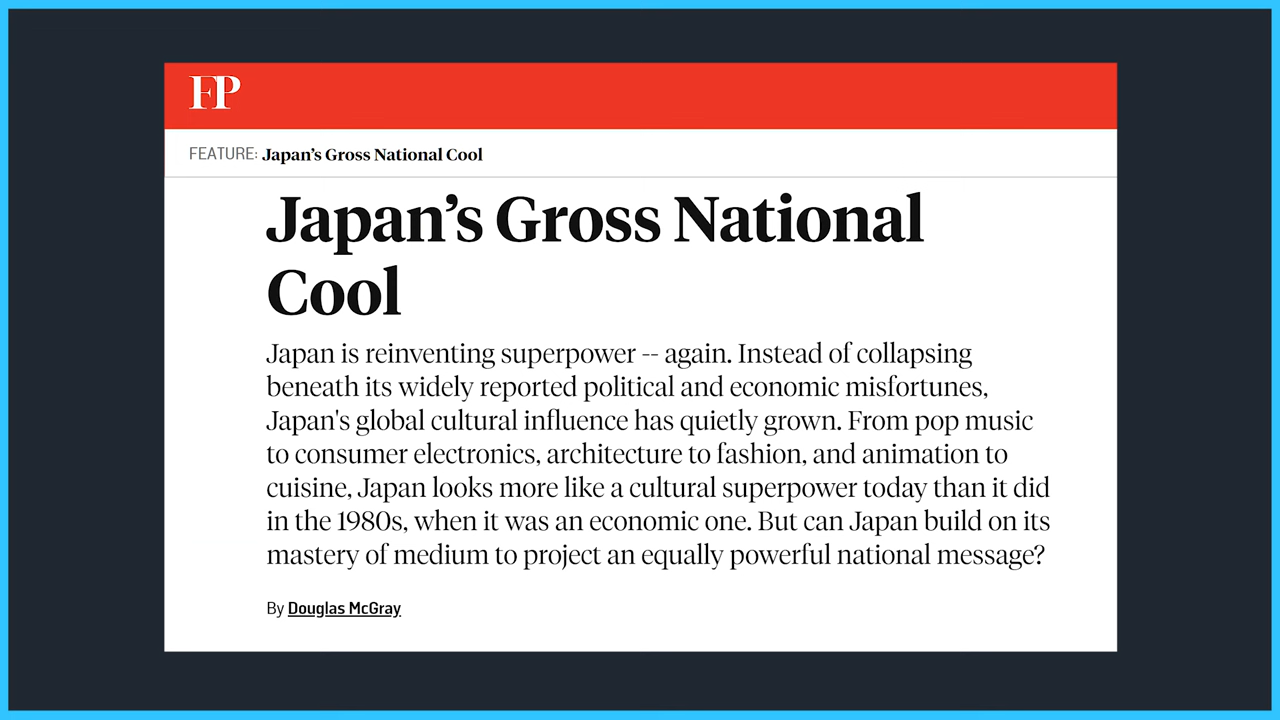 FP
FEATURE: Japan’s Gross National Cool
Japan’s Gross National
Cool
Japan is reinventing superpower -- again. Instead of collapsing
beneath its widely reported political and economic misfortunes,
Japan's global cultural influence has quietly grown. From pop music
to consumer electronics, architecture to fashion, and animation to
cuisine, Japan looks more like a cultural superpower today than it did
in the 1980s, when it was an economic one. But can Japan build on its
mastery of medium to project an equally powerful national message?
By Douglas McGray